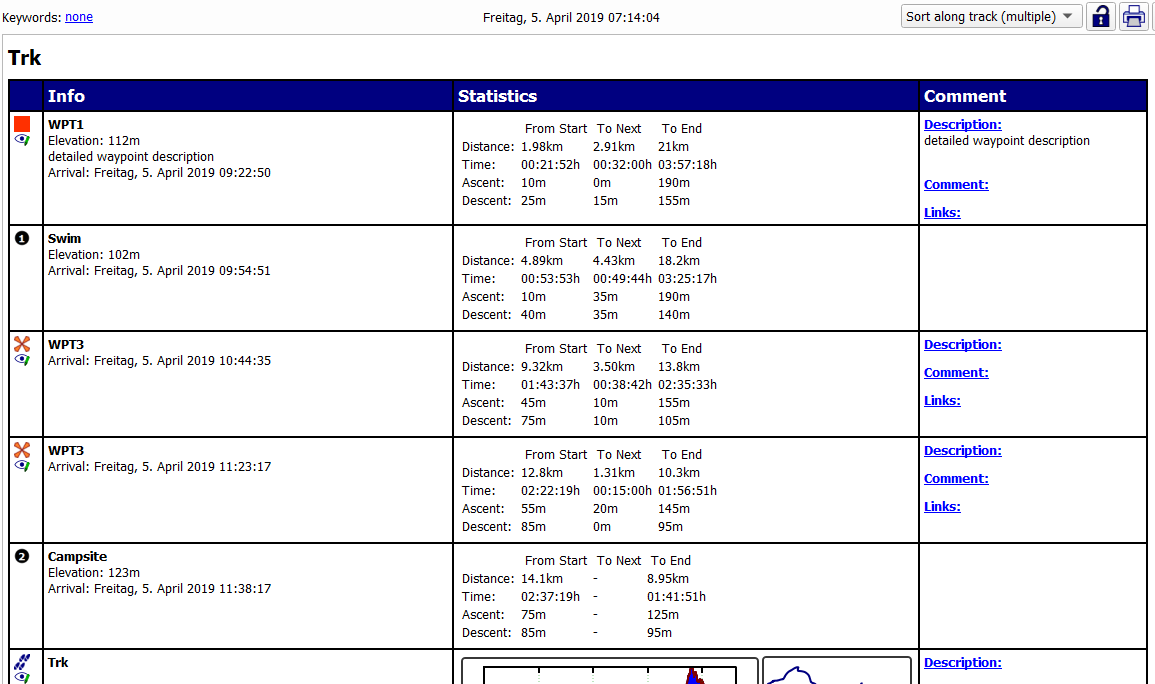 Keywords: none Freitag, 5. April 2019 07:14:04 Sort along track (multiple)
Trk
Info Statistics Comment
WPT1
Elevation: 112m
detailed waypoint description
Arrival: Freitag, 5. April 2019 09:22:50
From Start To Next To End
Distance: 1.98km 2.91km 21km
Time: 00:21:52h 00:32:00h 03:57:18h
Ascent: 10m 0m 190m
Descent: 25m 15m 155m
Description:
detailed waypoint description
Comment:
Links:
1 Swim
Elevation: 102m
Arrival: Freitag, 5. April 2019 09:54:51
From Start To Next To End
Distance: 4.89km 4.43km 18.2km
Time: 00:53:53h 00:49:44h 03:25:17h
Ascent: 10m 35m 190m
Descent: 40m 35m 140m
WPT3
Arrival: Freitag, 5. April 2019 10:44:35
From Start To Next To End
Distance: 9.32km 3.50km 13.8km
Time: 01:43:37h 00:38:42h 02:35:33h
Ascent: 45m 10m 155m
Descent: 75m 10m 105m
Description:
Comment:
Links:
WPT3
Arrival: Freitag, 5. April 2019 11:23:17
From Start To Next To End
Distance: 12.8km 1.31km 10.3km
Time: 02:22:19h 00:15:00h 01:56:51h
Ascent: 55m 20m 145m
Descent: 85m 0m 95m
Description:
Comment:
Links:
2 Campsite
Elevation: 123m
Arrival: Freitag, 5. April 2019 11:38:17
From Start To Next To End
Distance: 14.1km - 8.95km
Time: 02:37:19h - 01:41:51h
Ascent: 75m - 125m
Descent: 85m - 95m
Trk
Description: